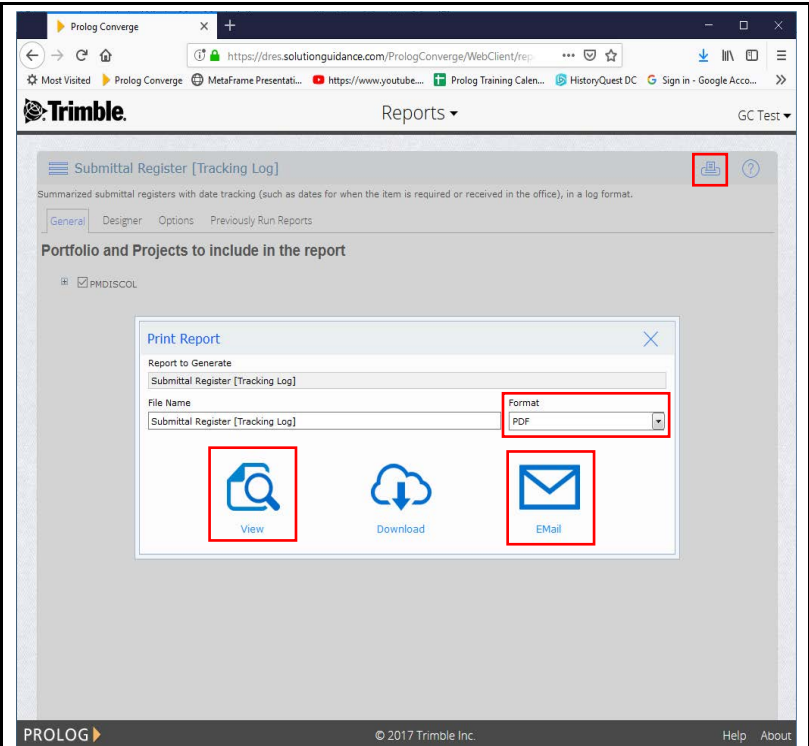 Prolog Converge
https://dres.solutionguidance.com/PrologConverge/WebClient/rep
Most Visited Prolog Converge MetaFrame Presentati... https://www.youtube.... Prolog Training Calen... HistoryQuest DC Sign in - Google Acco...
Trimble. Reports GC Test
Submittal Register [Tracking Log]
Summarized submittal registers with date tracking (such as dates for when the item is required or received in the office), in a log format.
General Designer Options Previously Run Reports
Portfolio and Projects to include in the report
PMDISCOL
Print Report
Report to Generate
Submittal Register [Tracking Log]
File Name Format
Submittal Register [Tracking Log] PDF
View Download EMail
PROLOG © 2017 Trimble Inc. Help About